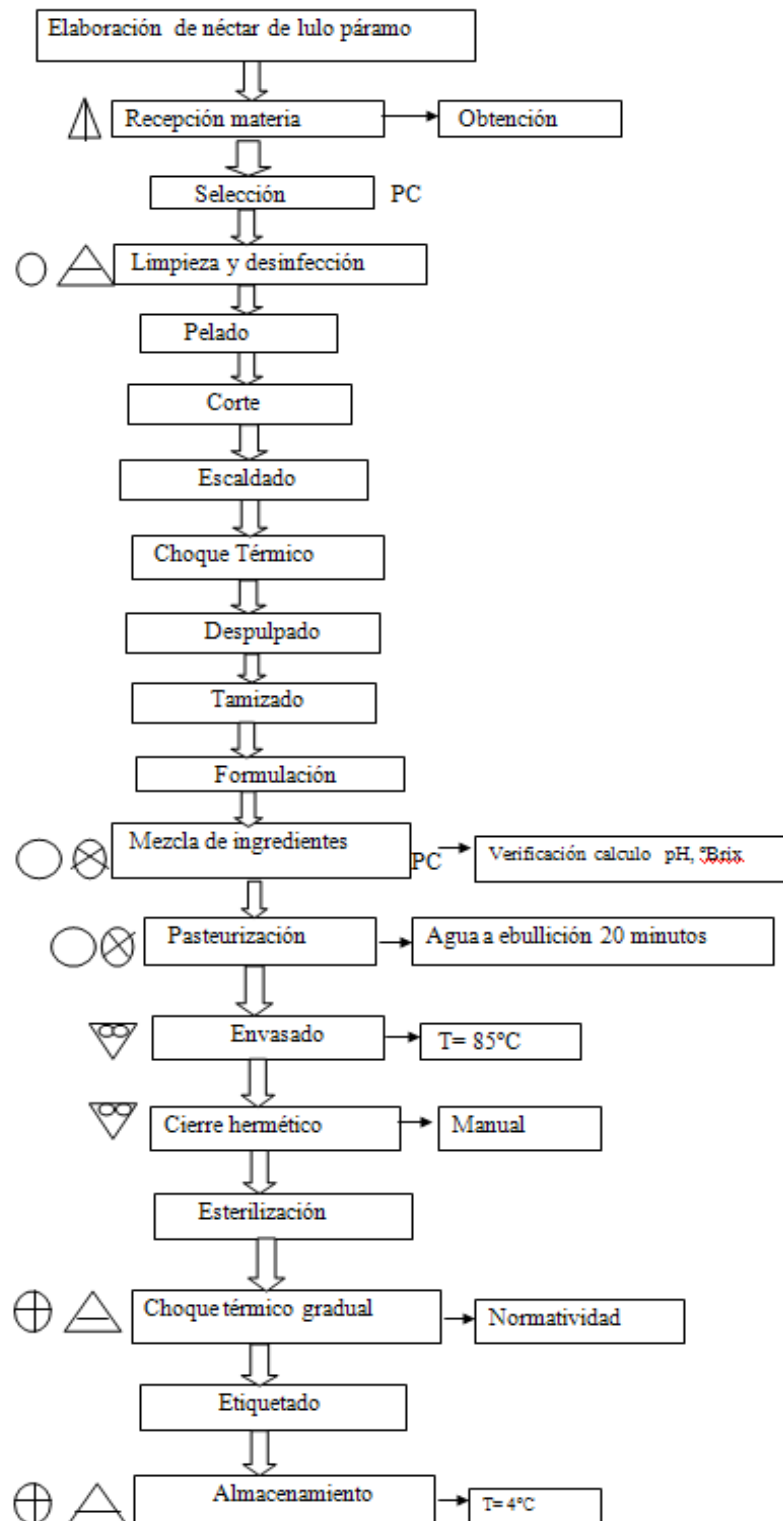 Elaboración de néctar de lulo páramo
Recepción materia
Obtención
Selección
PC
Limpieza y desinfección
Pelado
Corte
Escaldado
Choque Térmico
Despulpado
Tamizado
Formulación
Mezcla de ingredientes
PC
Verificación calculo pH, °Brix
Pasteurización
Agua a ebullición 20 minutos
Envasado
T= 85°C
Cierre hermético
Manual
Esterilización
Choque térmico gradual
Normatividad
Etiquetado
Almacenamiento
T= 4°C